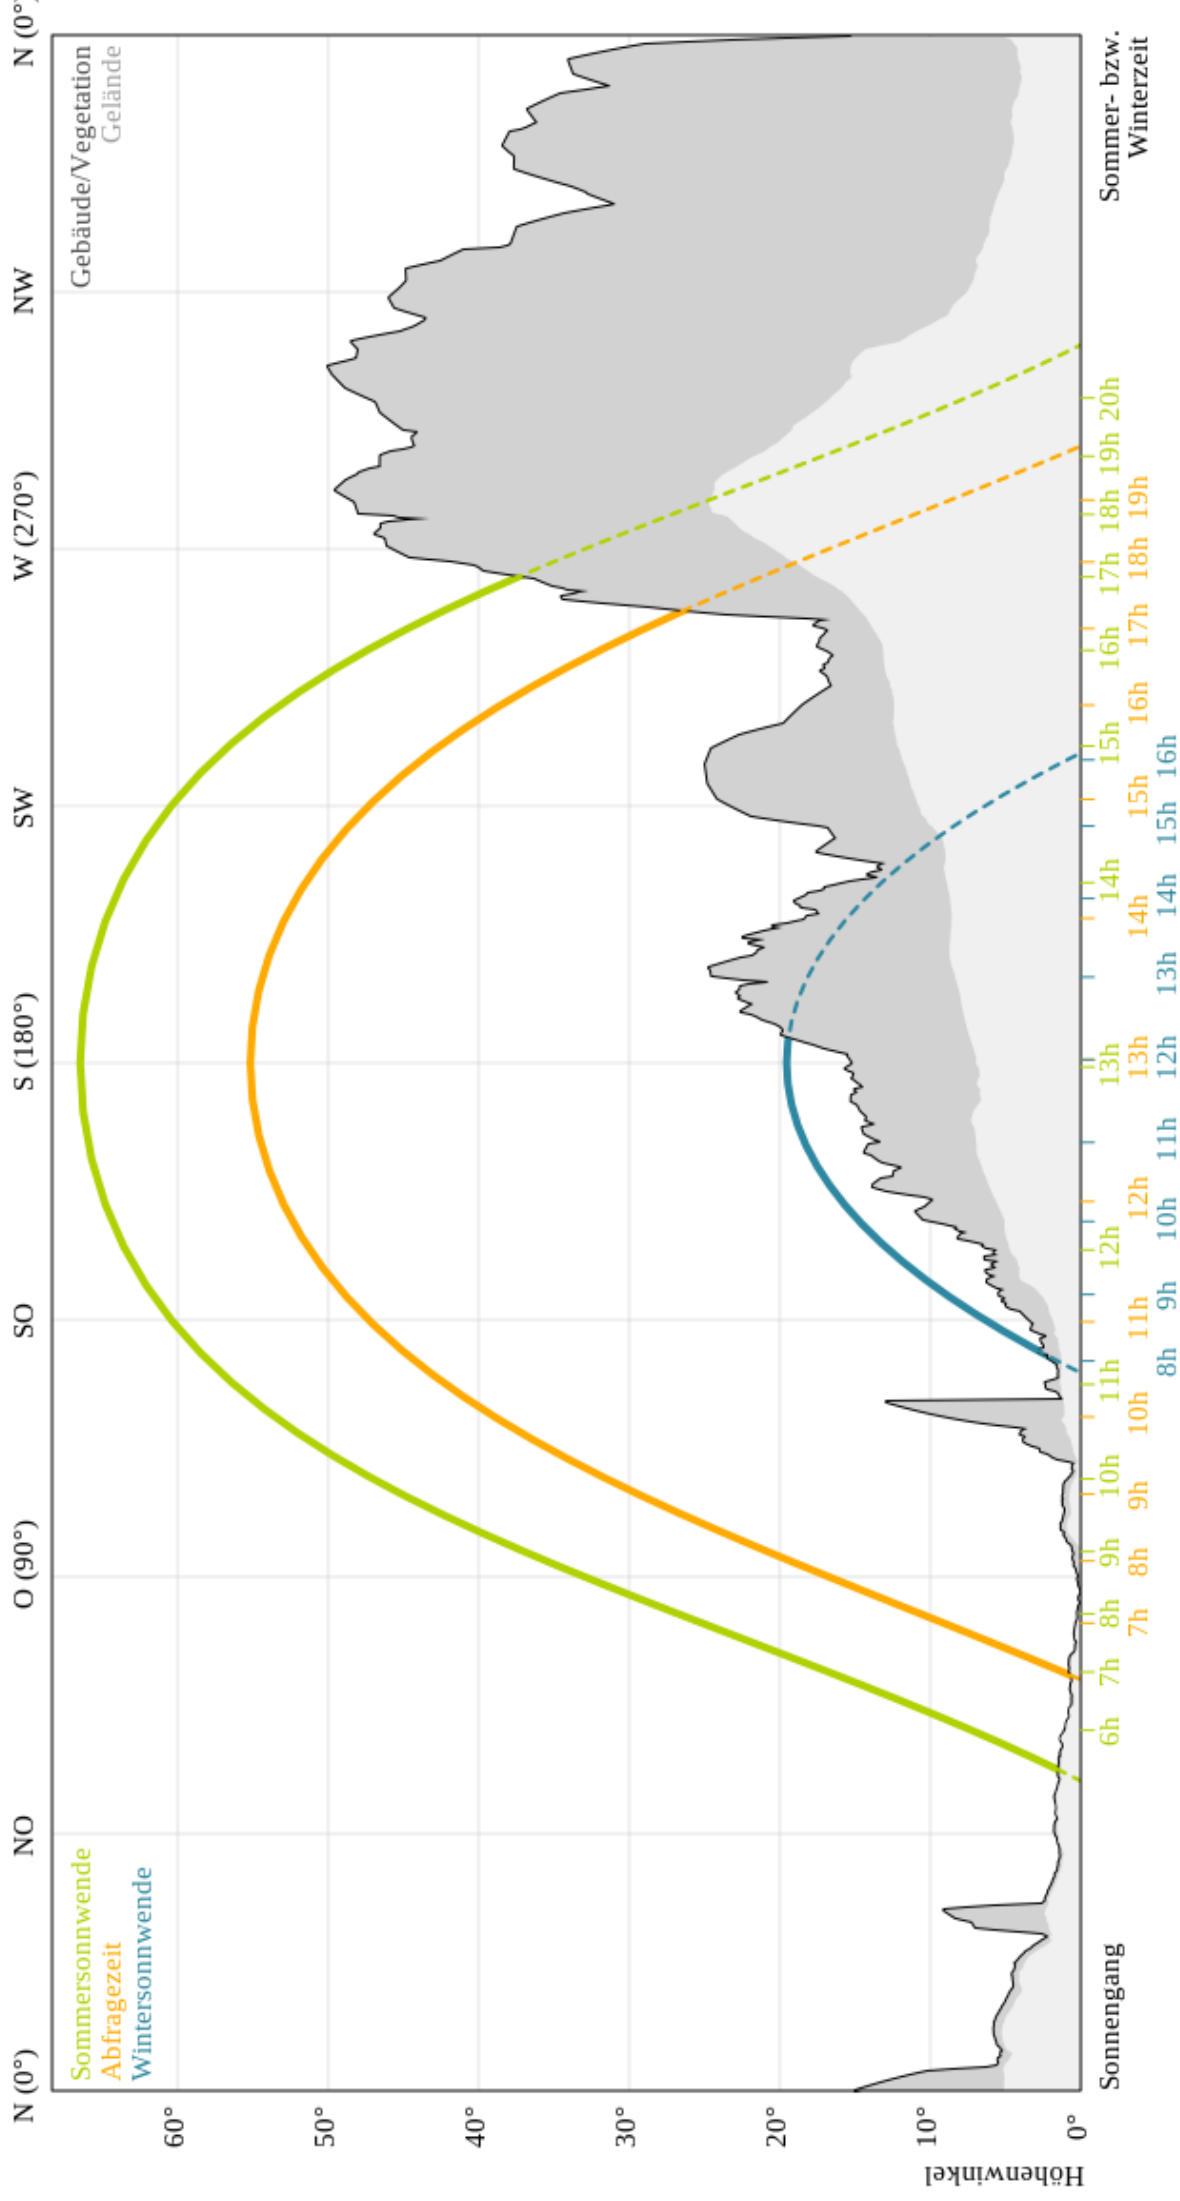 N (0°)
NO
O (90°)
SO
S (180°)
SW
W (270°)
NW
N (0°)
Sommersonnwende
Abfragezeit
Wintersonnwende
Gebäude/Vegetation
Gelände
60°
50°
40°
30°
20°
10°
0°
Höhenwinkel
Sonnengang
6h 7h 8h 9h 10h 11h 12h 13h 14h 15h 16h 17h 18h 19h 20h
7h 8h 9h 10h 11h 12h 13h 14h 15h 16h 17h 18h 19h
8h 9h 10h 11h 12h 13h 14h 15h 16h
Sommer- bzw.
Winterzeit